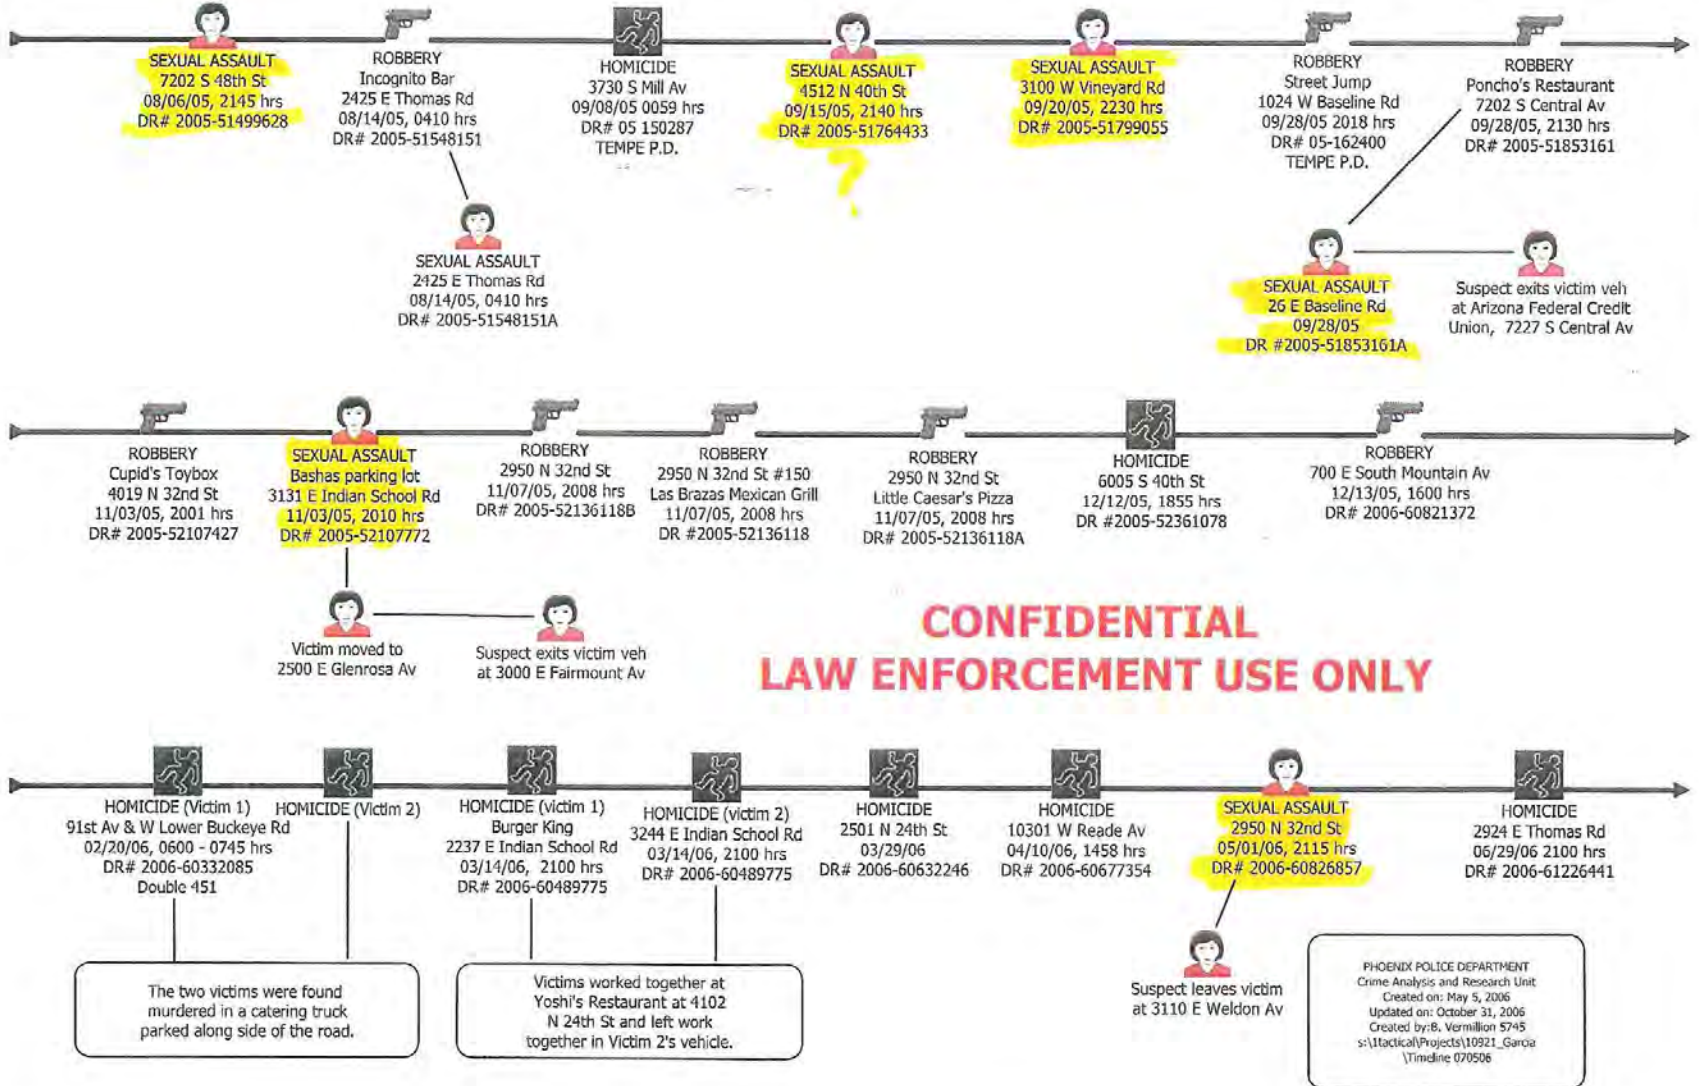 SEXUAL ASSAULT
7202 S 48th St
08/06/05, 2145 hrs
DR# 2005-51499628
ROBBERY
Incognito Bar
2425 E Thomas Rd
08/14/05, 0410 hrs
DR# 2005-51548151
HOMICIDE
3730 S Mill Av
09/08/05 0059 hrs
DR# 05 150287
TEMPE P.D.
SEXUAL ASSAULT
4512 N 40th St
09/15/05, 2140 hrs
DR# 2005-51764433
?
SEXUAL ASSAULT
3100 W Vineyard Rd
09/20/05, 2230 hrs
DR# 2005-51799055
ROBBERY
Street Jump
1024 W Baseline Rd
09/28/05 2018 hrs
DR# 05-162400
TEMPE P.D.
ROBBERY
Poncho's Restaurant
7202 S Central Av
09/28/05, 2130 hrs
DR# 2005-51853161
SEXUAL ASSAULT
2425 E Thomas Rd
08/14/05, 0410 hrs
DR# 2005-51548151A
SEXUAL ASSAULT
26 E Baseline Rd
09/28/05
DR #2005-51853161A
Suspect exits victim veh
at Arizona Federal Credit
Union, 7227 S Central Av
ROBBERY
Cupid's Toybox
4019 N 32nd St
11/03/05, 2001 hrs
DR# 2005-52107427
SEXUAL ASSAULT
Bashas parking lot
3131 E Indian School Rd
11/03/05, 2010 hrs
DR# 2005-52107772
ROBBERY
2950 N 32nd St
11/07/05, 2008 hrs
DR# 2005-52136118B
ROBBERY
2950 N 32nd St #150
Las Brazas Mexican Grill
11/07/05, 2008 hrs
DR #2005-52136118
ROBBERY
2950 N 32nd St
Little Caesar's Pizza
11/07/05, 2008 hrs
DR# 2005-52136118A
HOMICIDE
6005 S 40th St
12/12/05, 1855 hrs
DR #2005-52361078
ROBBERY
700 E South Mountain Av
12/13/05, 1600 hrs
DR# 2006-60821372
Victim moved to
2500 E Glenrosa Av
Suspect exits victim veh
at 3000 E Fairmount Av
CONFIDENTIAL
LAW ENFORCEMENT USE ONLY
HOMICIDE (Victim 1)
91st Av & W Lower Buckeye Rd
02/20/06, 0600 - 0745 hrs
DR# 2006-60332085
Double 451
HOMICIDE (Victim 2)
HOMICIDE (victim 1)
Burger King
2237 E Indian School Rd
03/14/06, 2100 hrs
DR# 2006-60489775
HOMICIDE (victim 2)
3244 E Indian School Rd
03/14/06, 2100 hrs
DR# 2006-60489775
HOMICIDE
2501 N 24th St
03/29/06
DR# 2006-60632246
HOMICIDE
10301 W Reade Av
04/10/06, 1458 hrs
DR# 2006-60677354
SEXUAL ASSAULT
2950 N 32nd St
05/01/06, 2115 hrs
DR# 2006-60826857
HOMICIDE
2924 E Thomas Rd
06/29/06 2100 hrs
DR# 2006-61226441
The two victims were found
murdered in a catering truck
parked along side of the road.
Victims worked together at
Yoshi's Restaurant at 4102
N 24th St and left work
together in Victim 2's vehicle.
Suspect leaves victim
at 3110 E Weldon Av
PHOENIX POLICE DEPARTMENT
Crime Analysis and Research Unit
Created on: May 5, 2006
Updated on: October 31, 2006
Created by:B. Vermillion 5745
s:\1tactical\Projects\10921_Garcia
\Timeline 070506